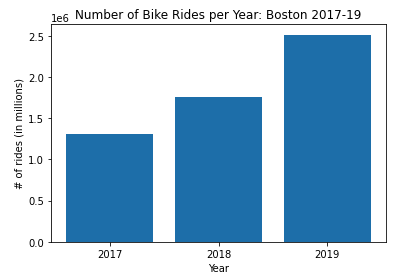 Number of Bike Rides per Year: Boston 2017-19
1e6
2.5
2.0
1.5
1.0
0.5
0.0
# of rides (in millions)
2017 2018 2019
Year